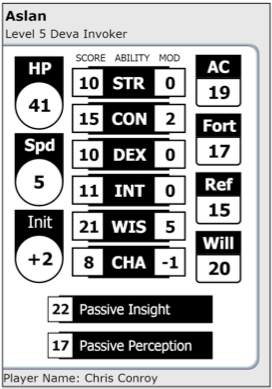 Aslan
Level 5 Deva Invoker
SCORE ABILITY MOD
HP
41
10 STR 0
AC
19
15 CON 2
Fort
17
Spd
5
10 DEX 0
11 INT 0
Ref
15
Init
+2
21 WIS 5
Will
20
8 CHA -1
22 Passive Insight
17 Passive Perception
Player Name: Chris Conroy